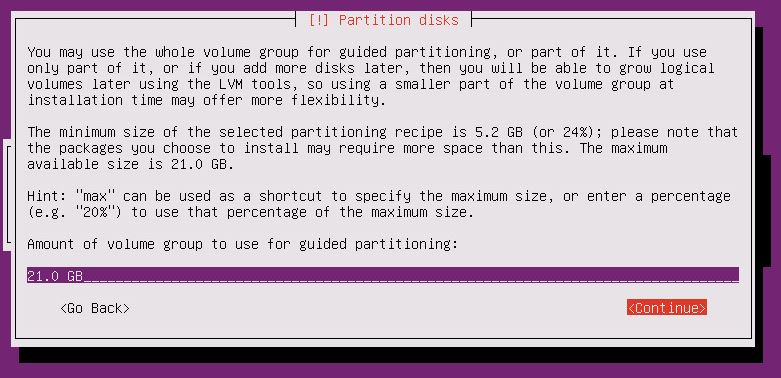 [!] Partition disks
You may use the whole volume group for guided partitioning, or part of it. If you use
only part of it, or if you add more disks later, then you will be able to grow logical
volumes later using the LVM tools, so using a smaller part of the volume group at
installation time may offer more flexibility.
The minimum size of the selected partitioning recipe is 5.2 GB (or 24%); please note that
the packages you choose to install may require more space than this. The maximum
available size is 21.0 GB.
Hint: "max" can be used as a shortcut to specify the maximum size, or enter a percentage
(e.g. "20%") to use that percentage of the maximum size.
Amount of volume group to use for guided partitioning:
21.0 GB
<Go Back> <Continue>